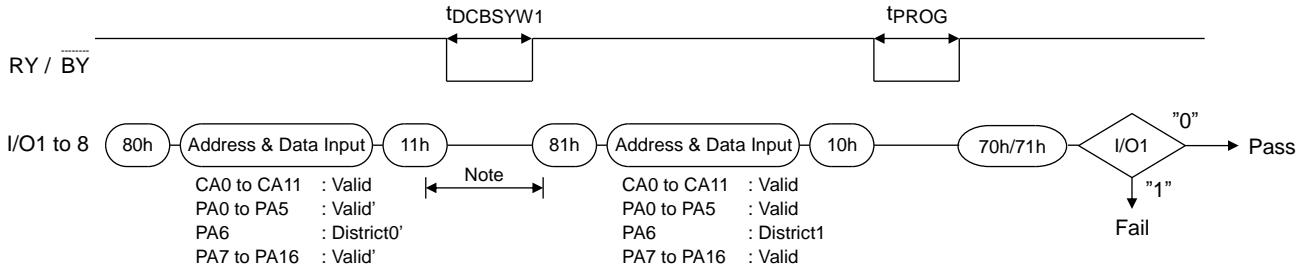 tDCBSYW1
tPROG
RY / BY
I/O1 to 8
80h
Address & Data Input
11h
81h
Address & Data Input
10h
70h/71h
I/O1
"0"
Pass
"1"
Fail
Note
CA0 to CA11 : Valid
PA0 to PA5 : Valid'
PA6 : District0'
PA7 to PA16 : Valid'
CA0 to CA11 : Valid
PA0 to PA5 : Valid
PA6 : District1
PA7 to PA16 : Valid